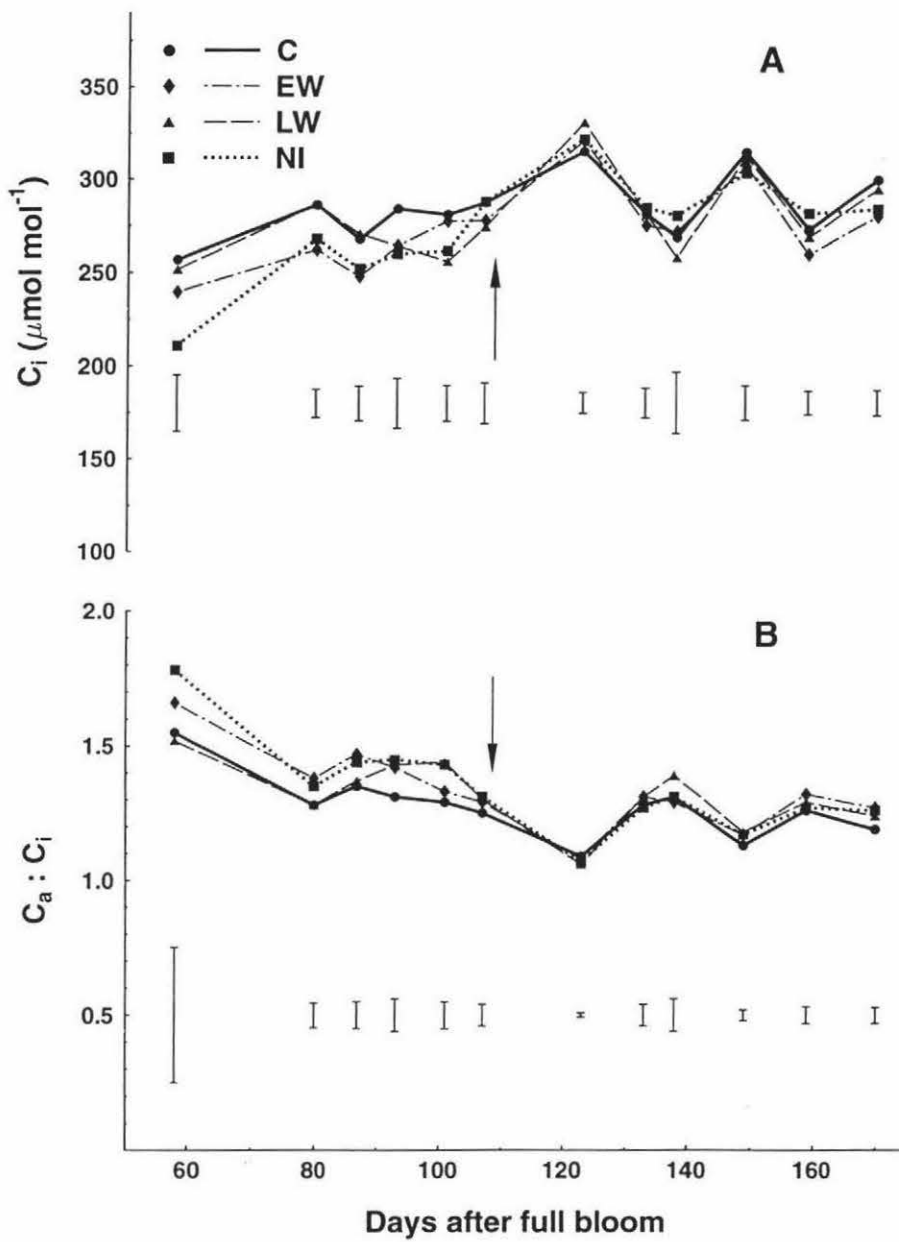 A
C
EW
LW
NI
350
300
250
200
150
100
Cᵢ (μmol mol⁻¹)
B
2.0
1.5
1.0
0.5
Cₐ : Cᵢ
60 80 100 120 140 160
Days after full bloom